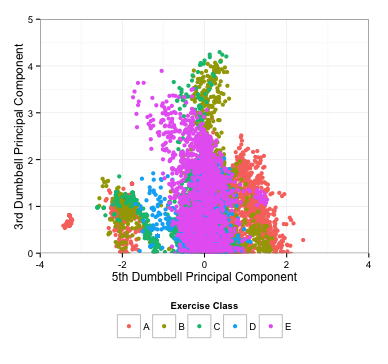 5
4
3
2
1
0
3rd Dumbbell Principal Component
-4 -2 0 2 4
5th Dumbbell Principal Component
Exercise Class
A B C D E